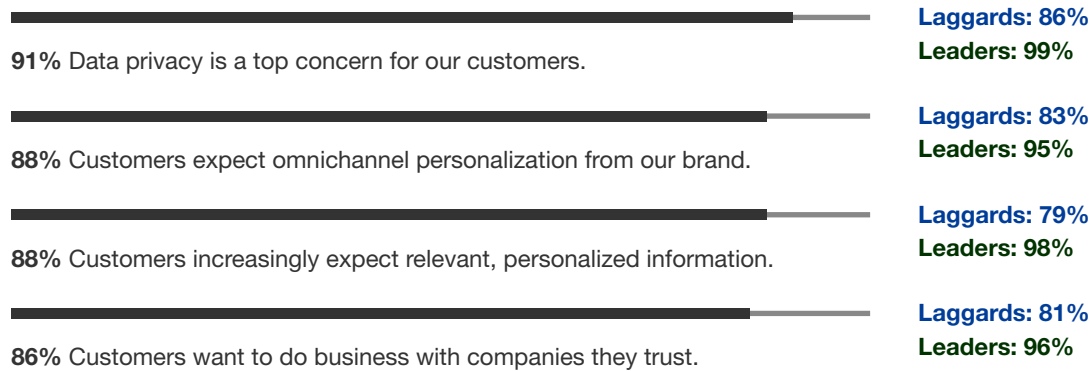 Laggards: 86%
Leaders: 99%
91% Data privacy is a top concern for our customers.
Laggards: 83%
Leaders: 95%
88% Customers expect omnichannel personalization from our brand.
Laggards: 79%
Leaders: 98%
88% Customers increasingly expect relevant, personalized information.
Laggards: 81%
Leaders: 96%
86% Customers want to do business with companies they trust.